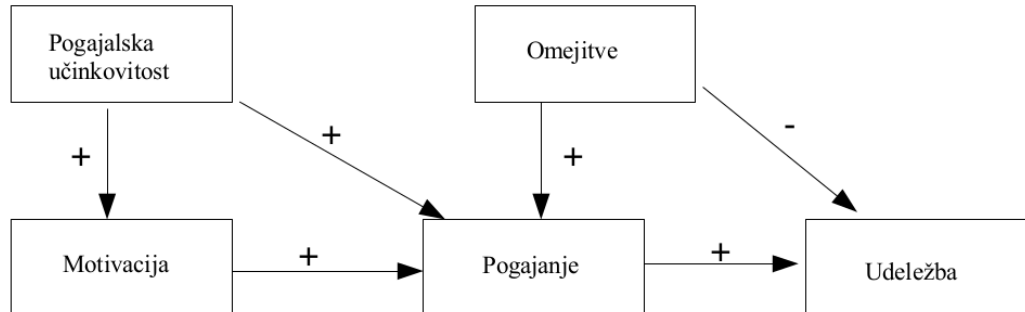 Pogajalska
učinkovitost
Omejitve
+
+
+
-
Motivacija
+
Pogajanje
+
Udeležba